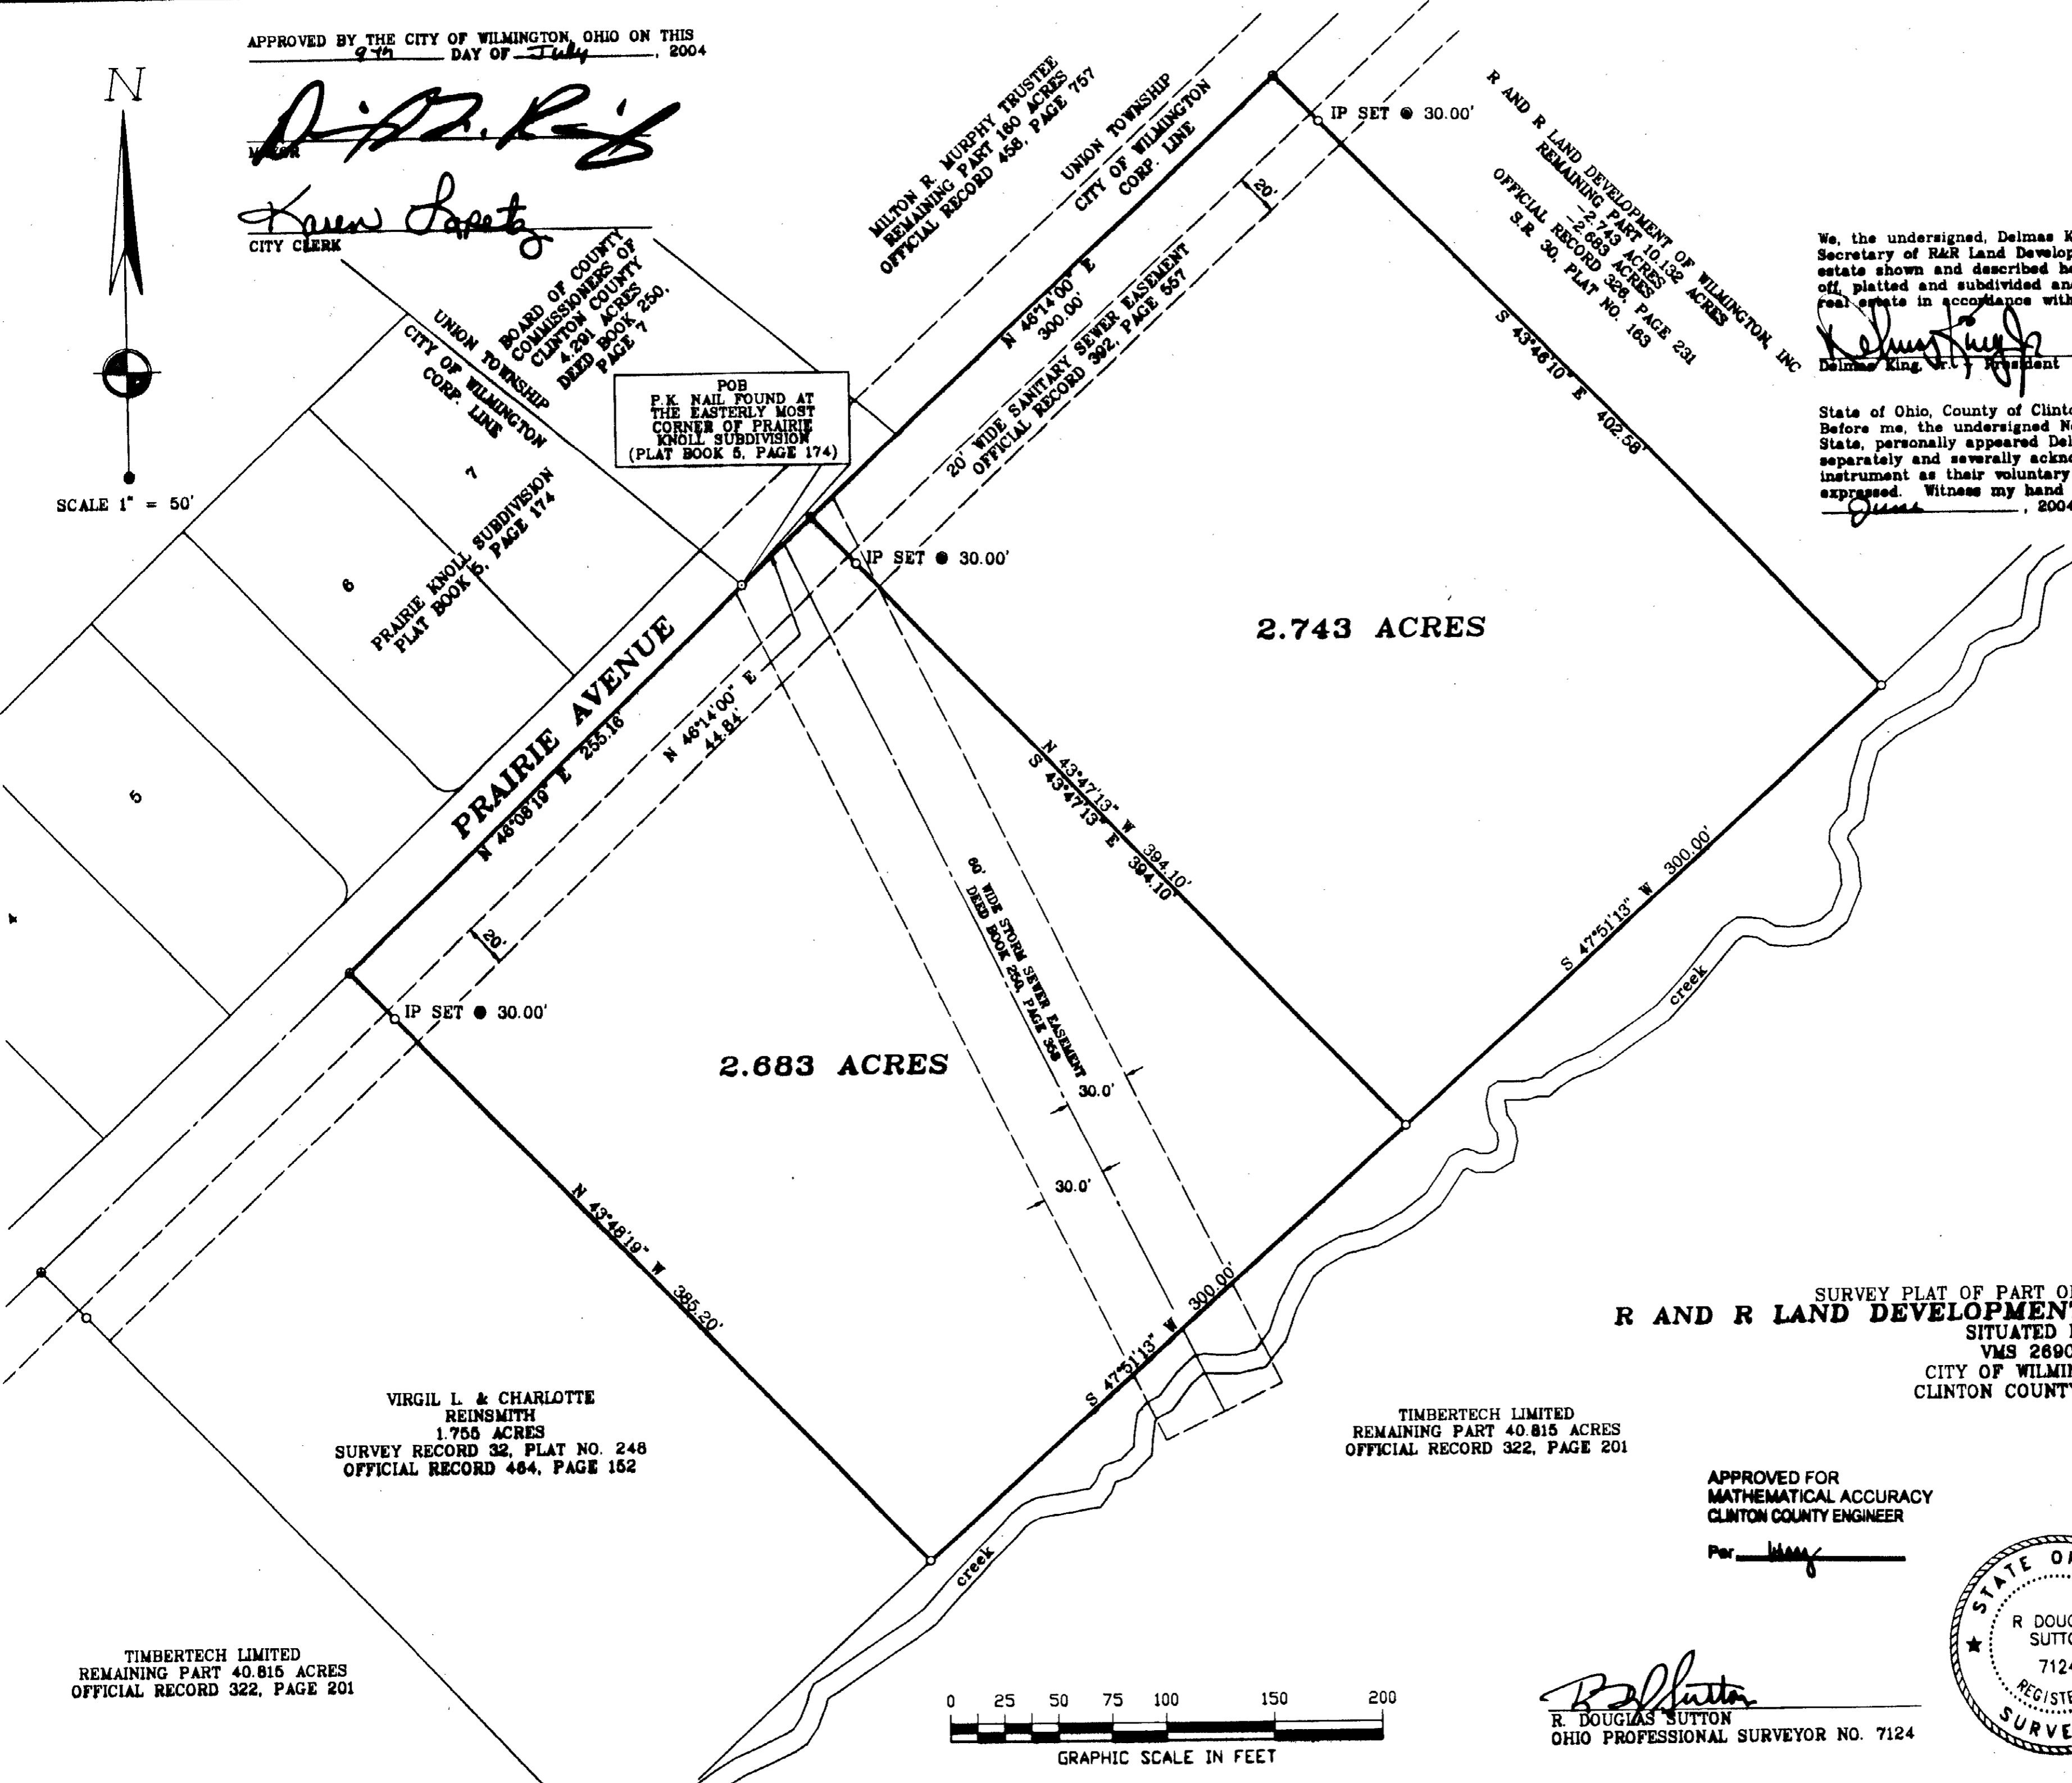 APPROVED BY THE CITY OF WILMINGTON, OHIO ON THIS
9th DAY OF July, 2004
MAYOR
Karen
CITY CLERK
N
SCALE 1" = 50'
BOARD OF COUNTY
COMMISSIONERS OF
CLINTON COUNTY
4.291 ACRES
DEED BOOK 250,
PAGE 7
UNION TOWNSHIP
CITY OF WILMINGTON
CORP. LINE
POB
P.K. NAIL FOUND AT
THE EASTERLY MOST
CORNER OF PRAIRIE
KNOLL SUBDIVISION
(PLAT BOOK 5, PAGE 174)
MILTON R. MURPHY TRUSTEE
REMAINING PART 160 ACRES
OFFICIAL RECORD 458, PAGE 757
UNION TOWNSHIP
CITY OF WILMINGTON
CORP. LINE
IP SET @ 30.00'
20'
N 46°14'00" E
300.00'
20' WIDE SANITARY SEWER EASEMENT
OFFICIAL RECORD 392, PAGE 557
R AND R LAND DEVELOPMENT OF WILMINGTON, INC
REMAINING PART 10.132 ACRES
-2.743 ACRES
-2.683 ACRES
OFFICIAL RECORD 326, PAGE 231
S.R. 30, PLAT NO. 163
S 43°46'10" E 402.58'
We, the undersigned, Delmas K
Secretary of R&R Land Develop
estate shown and described he
off, platted and subdivided an
real estate in accordance with
Delmas King, Jr. - President
State of Ohio, County of Clinto
Before me, the undersigned No
State, personally appeared Del
separately and severally ackno
instrument as their voluntary
expressed. Witness my hand
June, 2004
7
6
5
4
PRAIRIE KNOLL SUBDIVISION
PLAT BOOK 5, PAGE 174
IP SET @ 30.00'
2.743 ACRES
PRAIRIE AVENUE
N 46°08'19" E 255.16'
N 46°14'00" E
44.84'
N 43°47'13" W 394.10'
S 43°47'13" E 394.10'
60' WIDE STORM SEWER EASEMENT
DEED BOOK 250, PAGE 358
S 47°51'13" W 300.00'
creek
20'
IP SET @ 30.00'
2.683 ACRES
30.0'
30.0'
N 43°48'19" W 385.20'
S 47°51'13" W 300.00'
SURVEY PLAT OF PART O
R AND R LAND DEVELOPMENT
SITUATED
VMS 2690
CITY OF WILMI
CLINTON COUNTY
VIRGIL L. & CHARLOTTE
REINSMITH
1.755 ACRES
SURVEY RECORD 32, PLAT NO. 248
OFFICIAL RECORD 464, PAGE 152
TIMBERTECH LIMITED
REMAINING PART 40.815 ACRES
OFFICIAL RECORD 322, PAGE 201
APPROVED FOR
MATHEMATICAL ACCURACY
CLINTON COUNTY ENGINEER
Per
creek
TIMBERTECH LIMITED
REMAINING PART 40.815 ACRES
OFFICIAL RECORD 322, PAGE 201
0 25 50 75 100 150 200
GRAPHIC SCALE IN FEET
R. DOUGLAS SUTTON
OHIO PROFESSIONAL SURVEYOR NO. 7124
STATE O
R DOUG
SUTTO
7124
REGISTE
SURVE